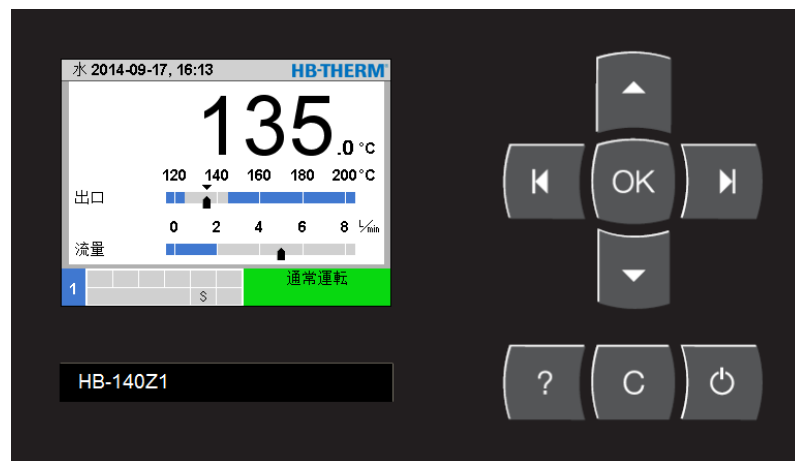 水 2014-09-17, 16:13 HB-THERM®
135.0 °C
120 140 160 180 200°C
出口
0 2 4 6 8 L/min
流量
1 S 通常運転
HB-140Z1
OK
? C